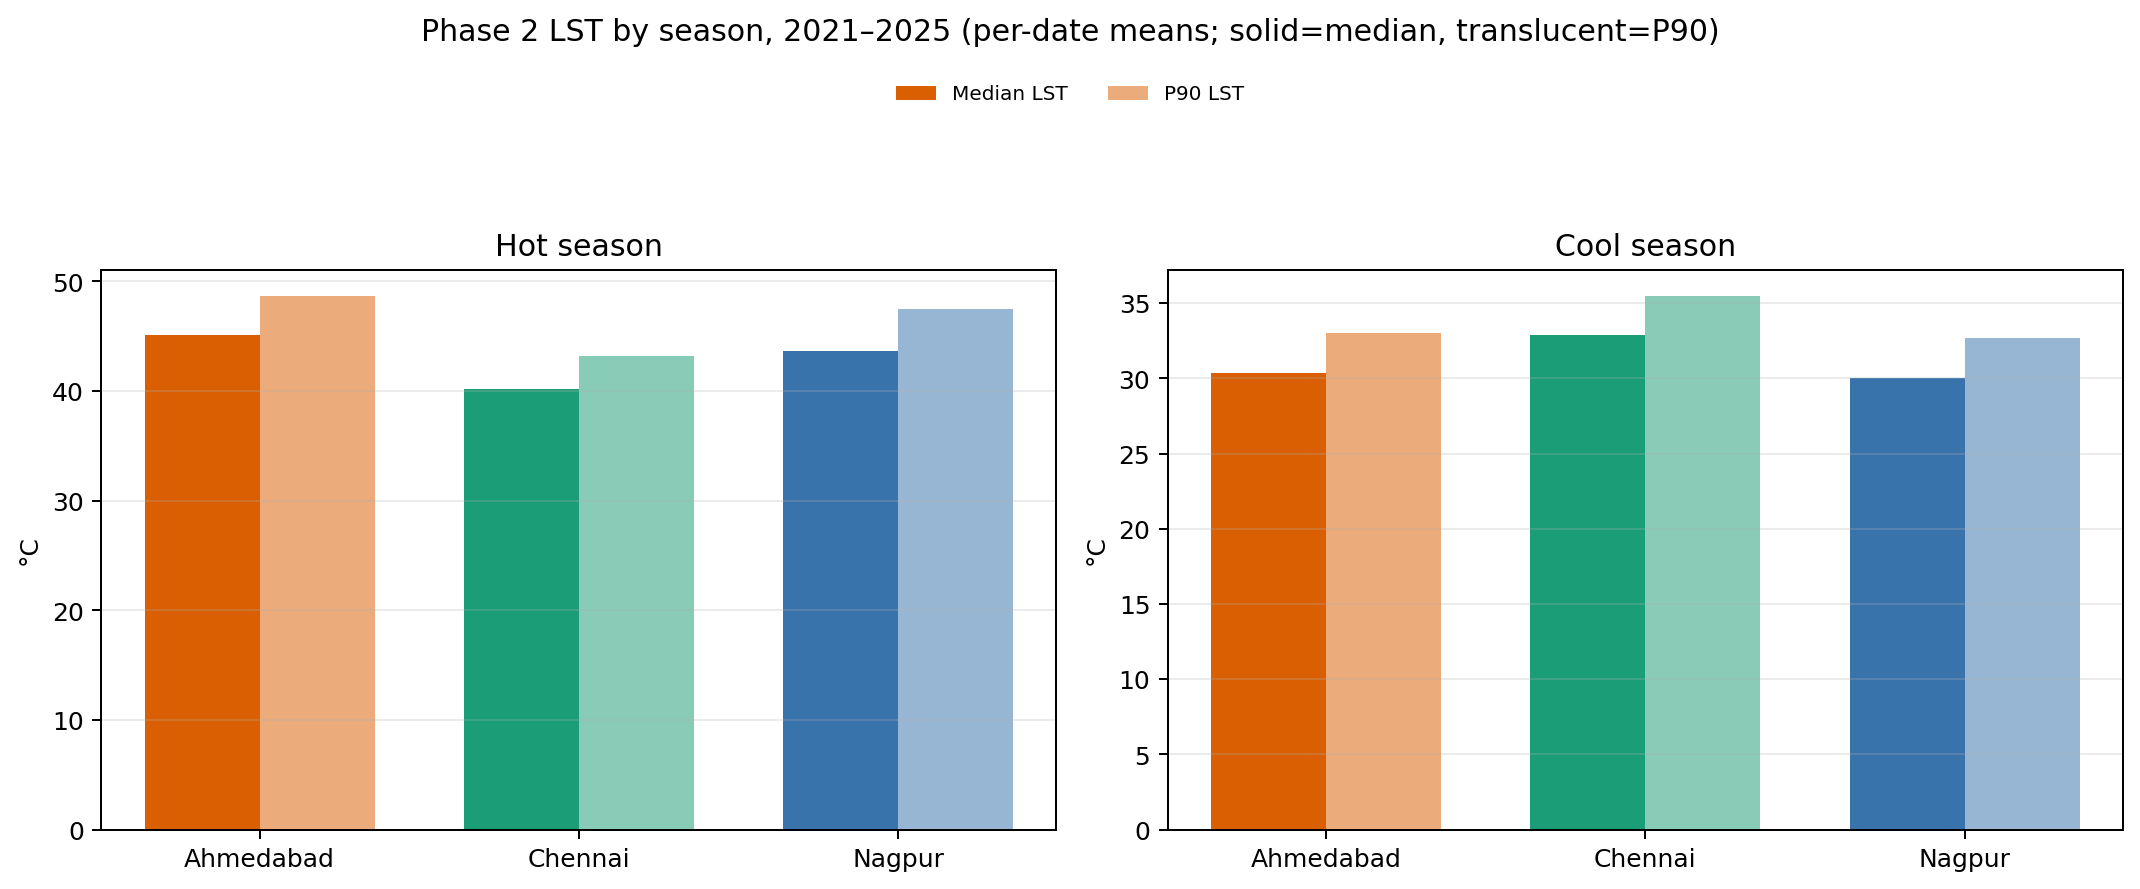 Phase 2 LST by season, 2021–2025 (per-date means; solid=median, translucent=P90)
Median LST P90 LST
Hot season
50
40
30
20
10
0
°C
Ahmedabad Chennai Nagpur
Cool season
35
30
25
20
15
10
5
0
°C
Ahmedabad Chennai Nagpur